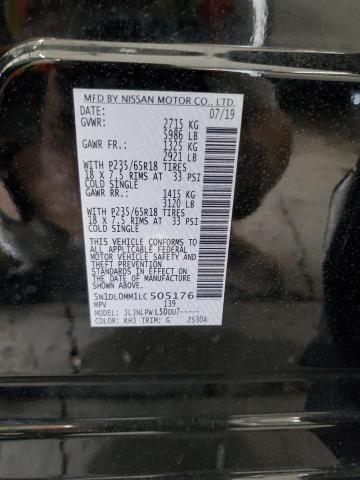 MFD BY NISSAN MOTOR CO., LTD.
DATE: 07/19
GVWR: 2715 KG
5986 LB
GAWR FR.: 1325 KG
2921 LB
WITH P235/65R18 TIRES
18 x 7.5 RIMS AT 33 PSI
COLD SINGLE
GAWR RR.: 1415 KG
3120 LB
WITH P235/65R18 TIRES
18 x 7.5 RIMS AT 33 PSI
COLD SINGLE
THIS VEHICLE CONFORMS TO
ALL APPLICABLE FEDERAL
MOTOR VEHICLE SAFETY AND
THEFT PREVENTION
STANDARDS IN EFFECT ON
THE DATE OF MANUFACTURE
SHOWN ABOVE.
5N1DL0MM1LC505176
MPV 139
MODEL: JLJNLPWL50DU7-----
COLOR: KH3 TRIM: G 2S30A